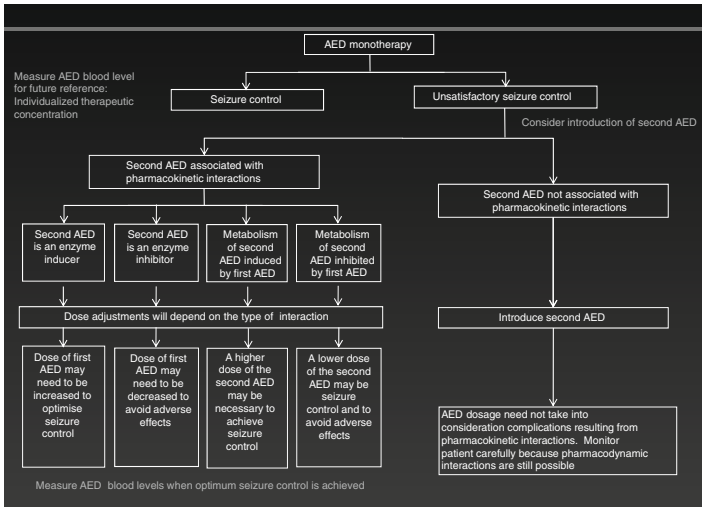 AED monotherapy
Measure AED blood level
for future reference:
Individualized therapeutic
concentration
Seizure control
Unsatisfactory seizure control
Consider introduction of second AED
Second AED associated with
pharmacokinetic interactions
Second AED not associated with
pharmacokinetic interactions
Second AED
is an enzyme
inducer
Second AED
is an enzyme
inhibitor
Metabolism
of second
AED induced
by first AED
Metabolism
of second
AED inhibited
by first AED
Dose adjustments will depend on the type of interaction
Introduce second AED
Dose of first
AED may
need to be
increased to
optimise
seizure
control
Dose of first
AED may
need to be
decreased to
avoid adverse
effects
A higher
dose of the
second AED
may be
necessary to
achieve
seizure
control
A lower dose
of the second
AED may be
seizure
control and to
avoid adverse
effects
AED dosage need not take into
consideration complications resulting from
pharmacokinetic interactions. Monitor
patient carefully because pharmacodynamic
interactions are still possible
Measure AED blood levels when optimum seizure control is achieved